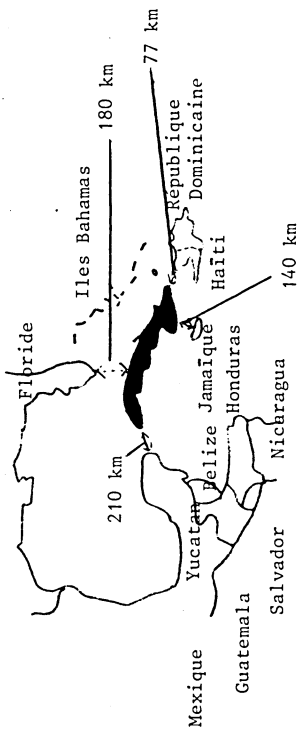 Floride
Iles Bahamas
180 km
77 km
République
Dominicaine
Haïti
140 km
210 km
Yucatan
Belize
Jamaïque
Honduras
Mexique
Nicaragua
Guatemala
Salvador